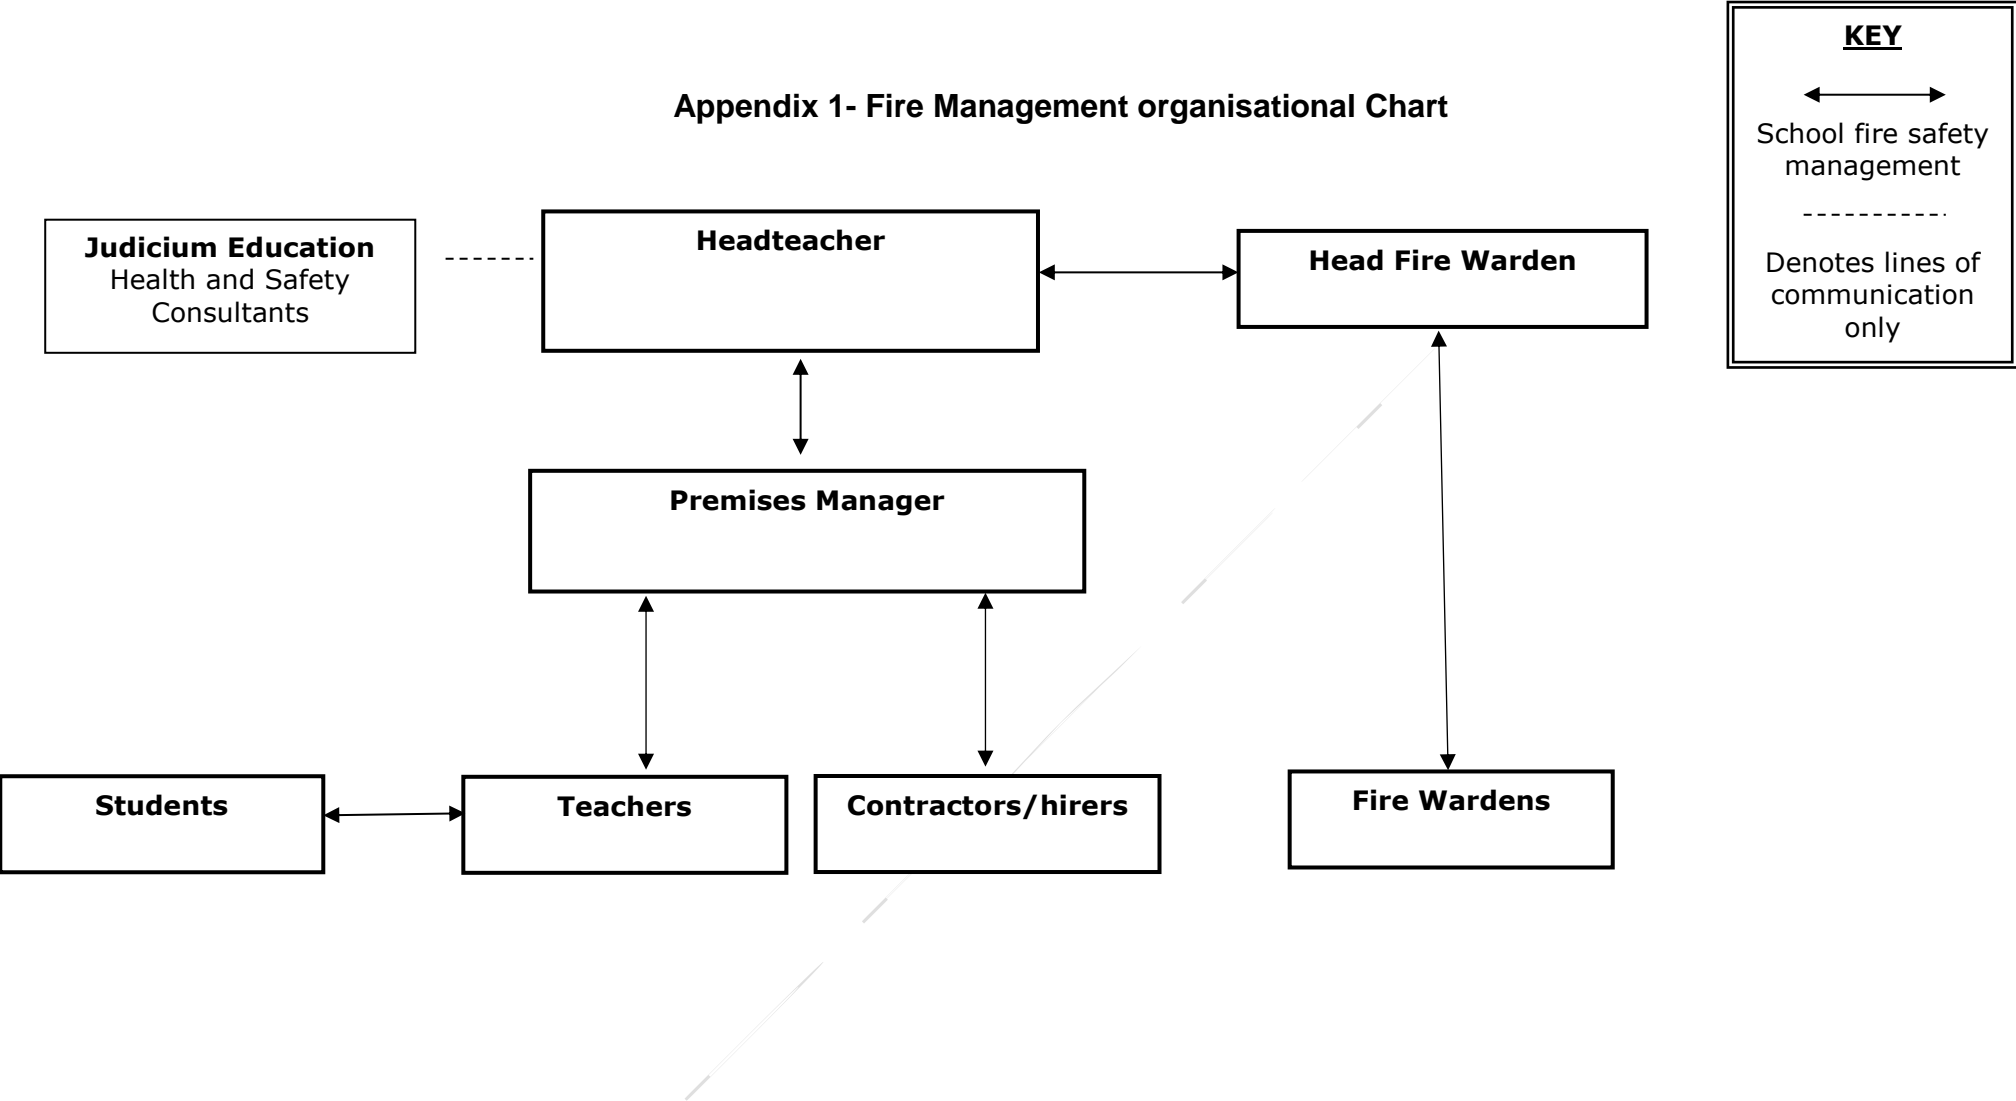 KEY
School fire safety
management
Denotes lines of
communication
only
Appendix 1- Fire Management organisational Chart
Judicium Education
Health and Safety
Consultants
Headteacher
Head Fire Warden
Premises Manager
Students
Teachers
Contractors/hirers
Fire Wardens